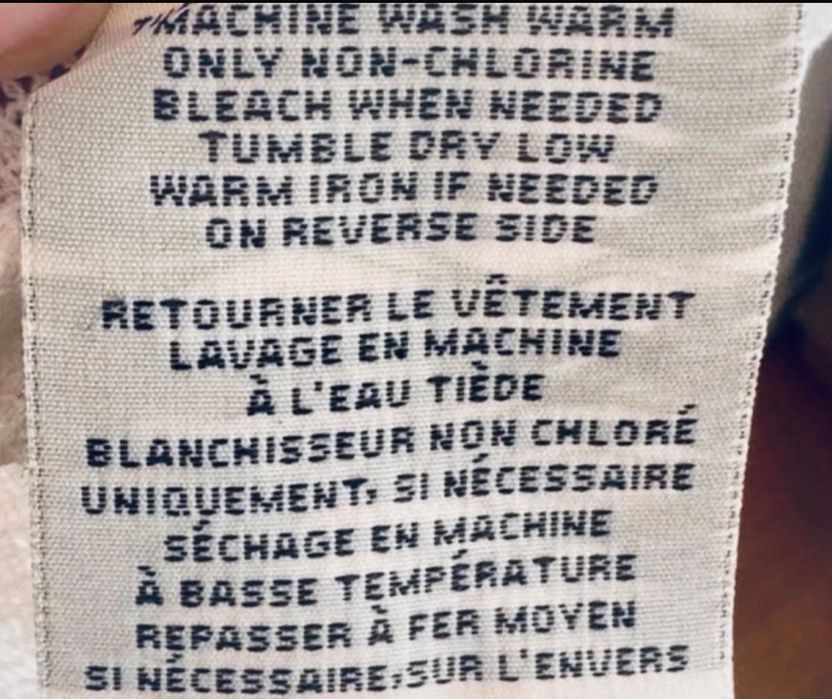 MACHINE WASH WARM
ONLY NON-CHLORINE
BLEACH WHEN NEEDED
TUMBLE DRY LOW
WARM IRON IF NEEDED
ON REVERSE SIDE
RETOURNER LE VÊTEMENT
LAVAGE EN MACHINE
À L'EAU TIÈDE
BLANCHISSEUR NON CHLORÉ
UNIQUEMENT, SI NÉCESSAIRE
SÉCHAGE EN MACHINE
À BASSE TEMPÉRATURE
REPASSER À FER MOYEN
SI NÉCESSAIRE,SUR L'ENVERS